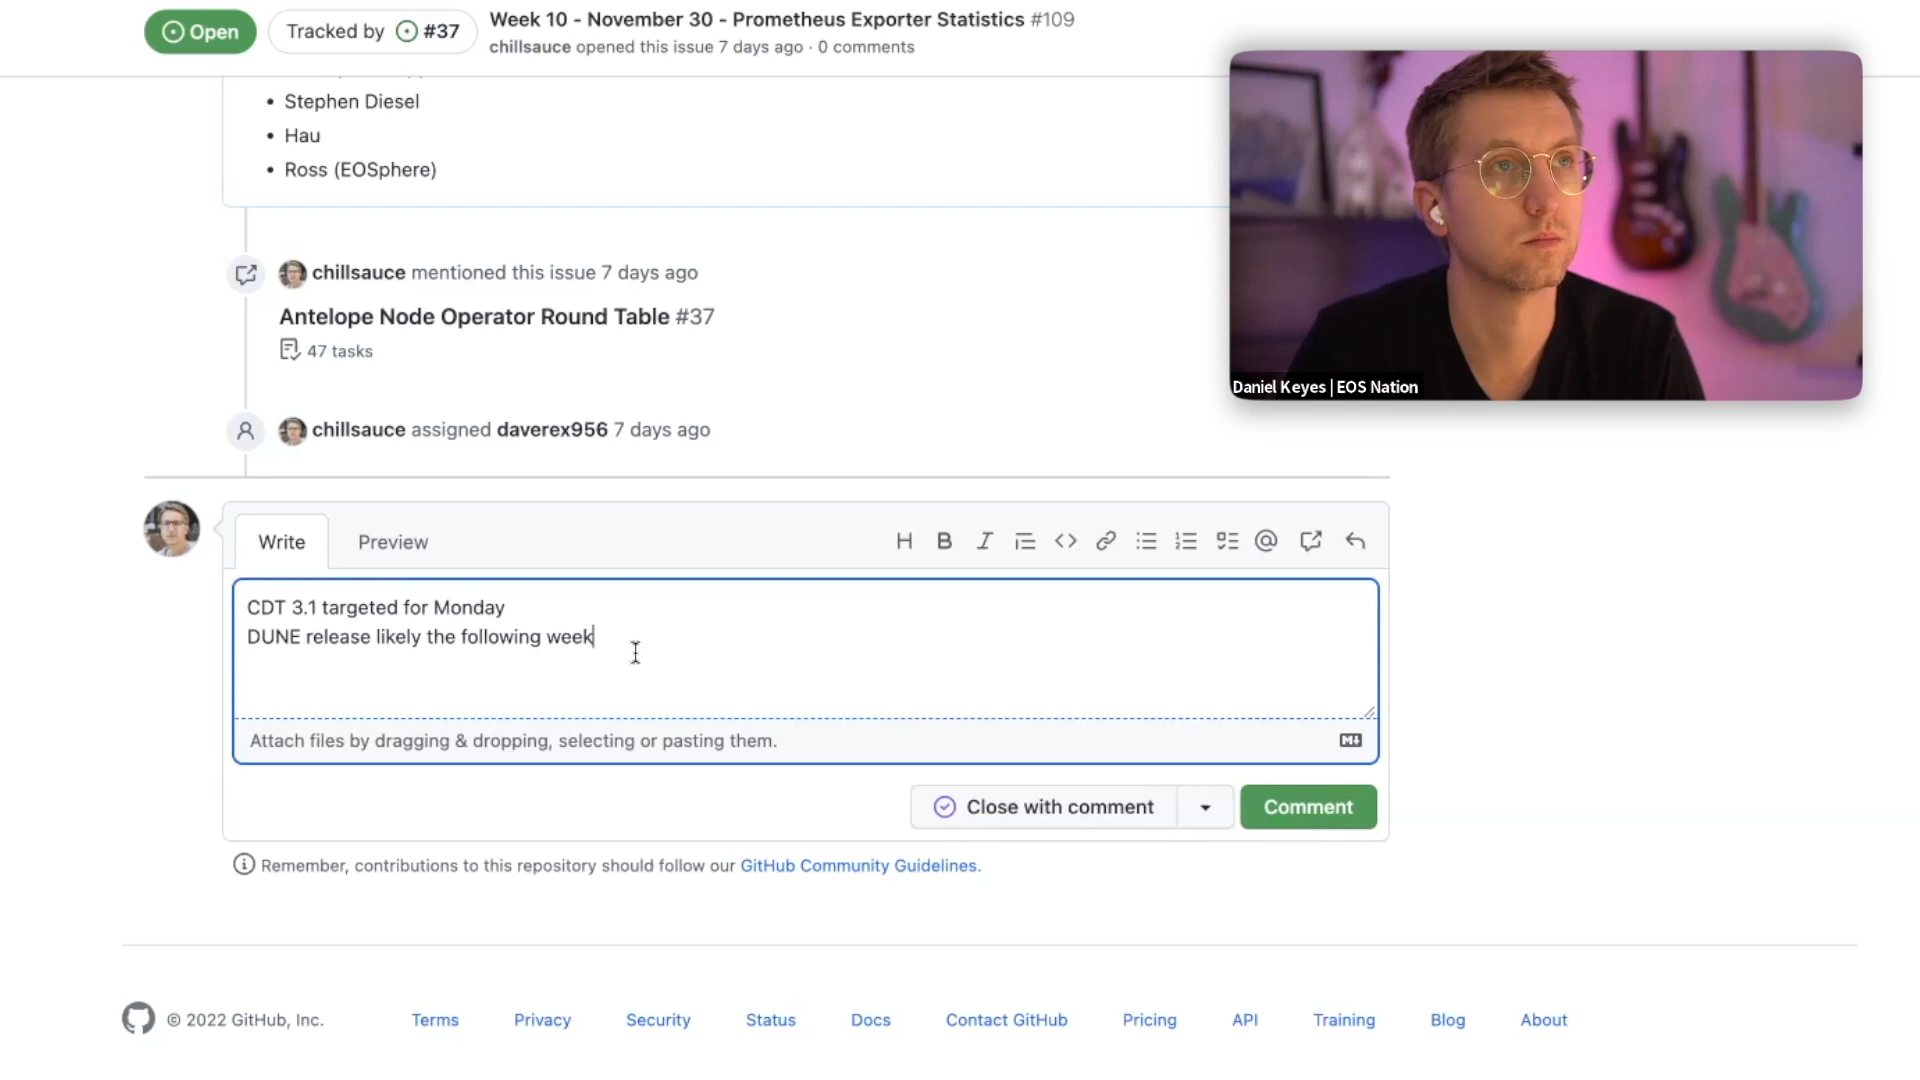 Open
Tracked by #37
Week 10 - November 30 - Prometheus Exporter Statistics #109
chillsauce opened this issue 7 days ago · 0 comments
• Stephen Diesel
• Hau
• Ross (EOSphere)
chillsauce mentioned this issue 7 days ago
Antelope Node Operator Round Table #37
47 tasks
chillsauce assigned daverex956 7 days ago
Daniel Keyes | EOS Nation
Write
Preview
CDT 3.1 targeted for Monday
DUNE release likely the following week
Attach files by dragging & dropping, selecting or pasting them.
Close with comment
Comment
Remember, contributions to this repository should follow our GitHub Community Guidelines.
© 2022 GitHub, Inc.
Terms
Privacy
Security
Status
Docs
Contact GitHub
Pricing
API
Training
Blog
About